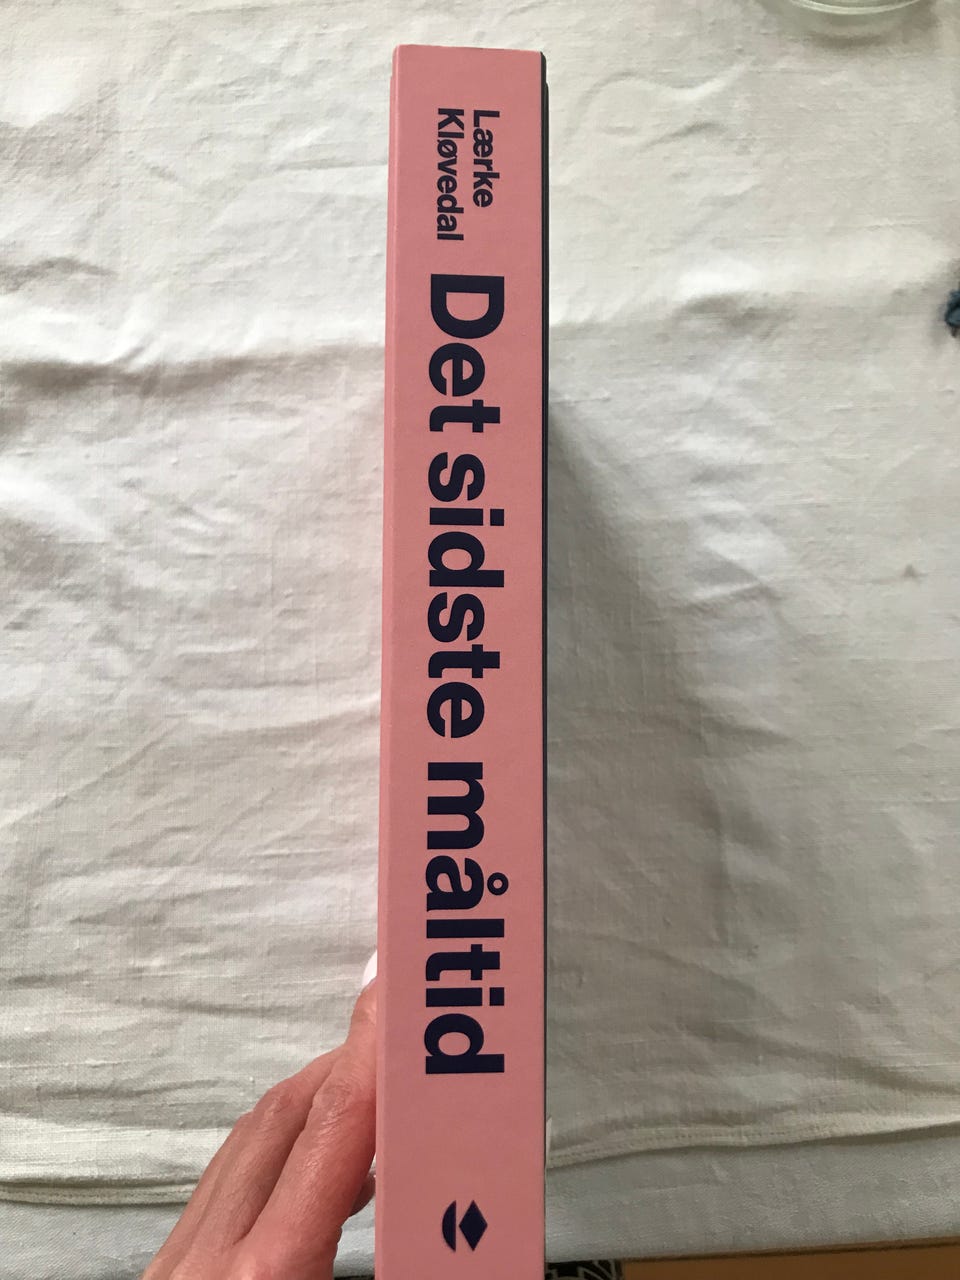 Lærke
Kløvedal
Det sidste måltid